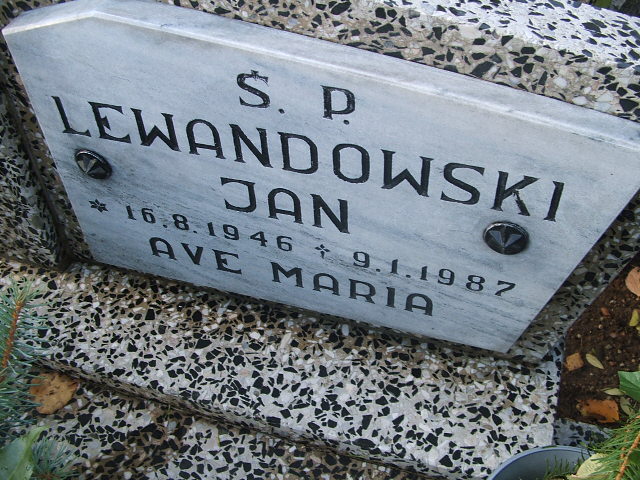 Ś. P.
LEWANDOWSKI
JAN
* 16.8.1946 ✝ 9.1.1987
AVE MARIA